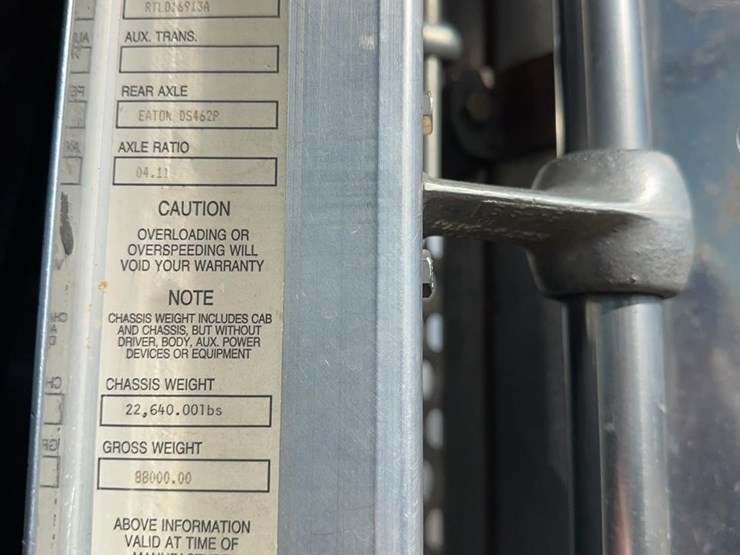 AUX. TRANS.
REAR AXLE
EATON DS462P
AXLE RATIO
04.11
CAUTION
OVERLOADING OR
OVERSPEEDING WILL
VOID YOUR WARRANTY
NOTE
CHASSIS WEIGHT INCLUDES CAB
AND CHASSIS, BUT WITHOUT
DRIVER, BODY, AUX. POWER
DEVICES OR EQUIPMENT
CHASSIS WEIGHT
22,640.00lbs
GROSS WEIGHT
88000.00
ABOVE INFORMATION
VALID AT TIME OF